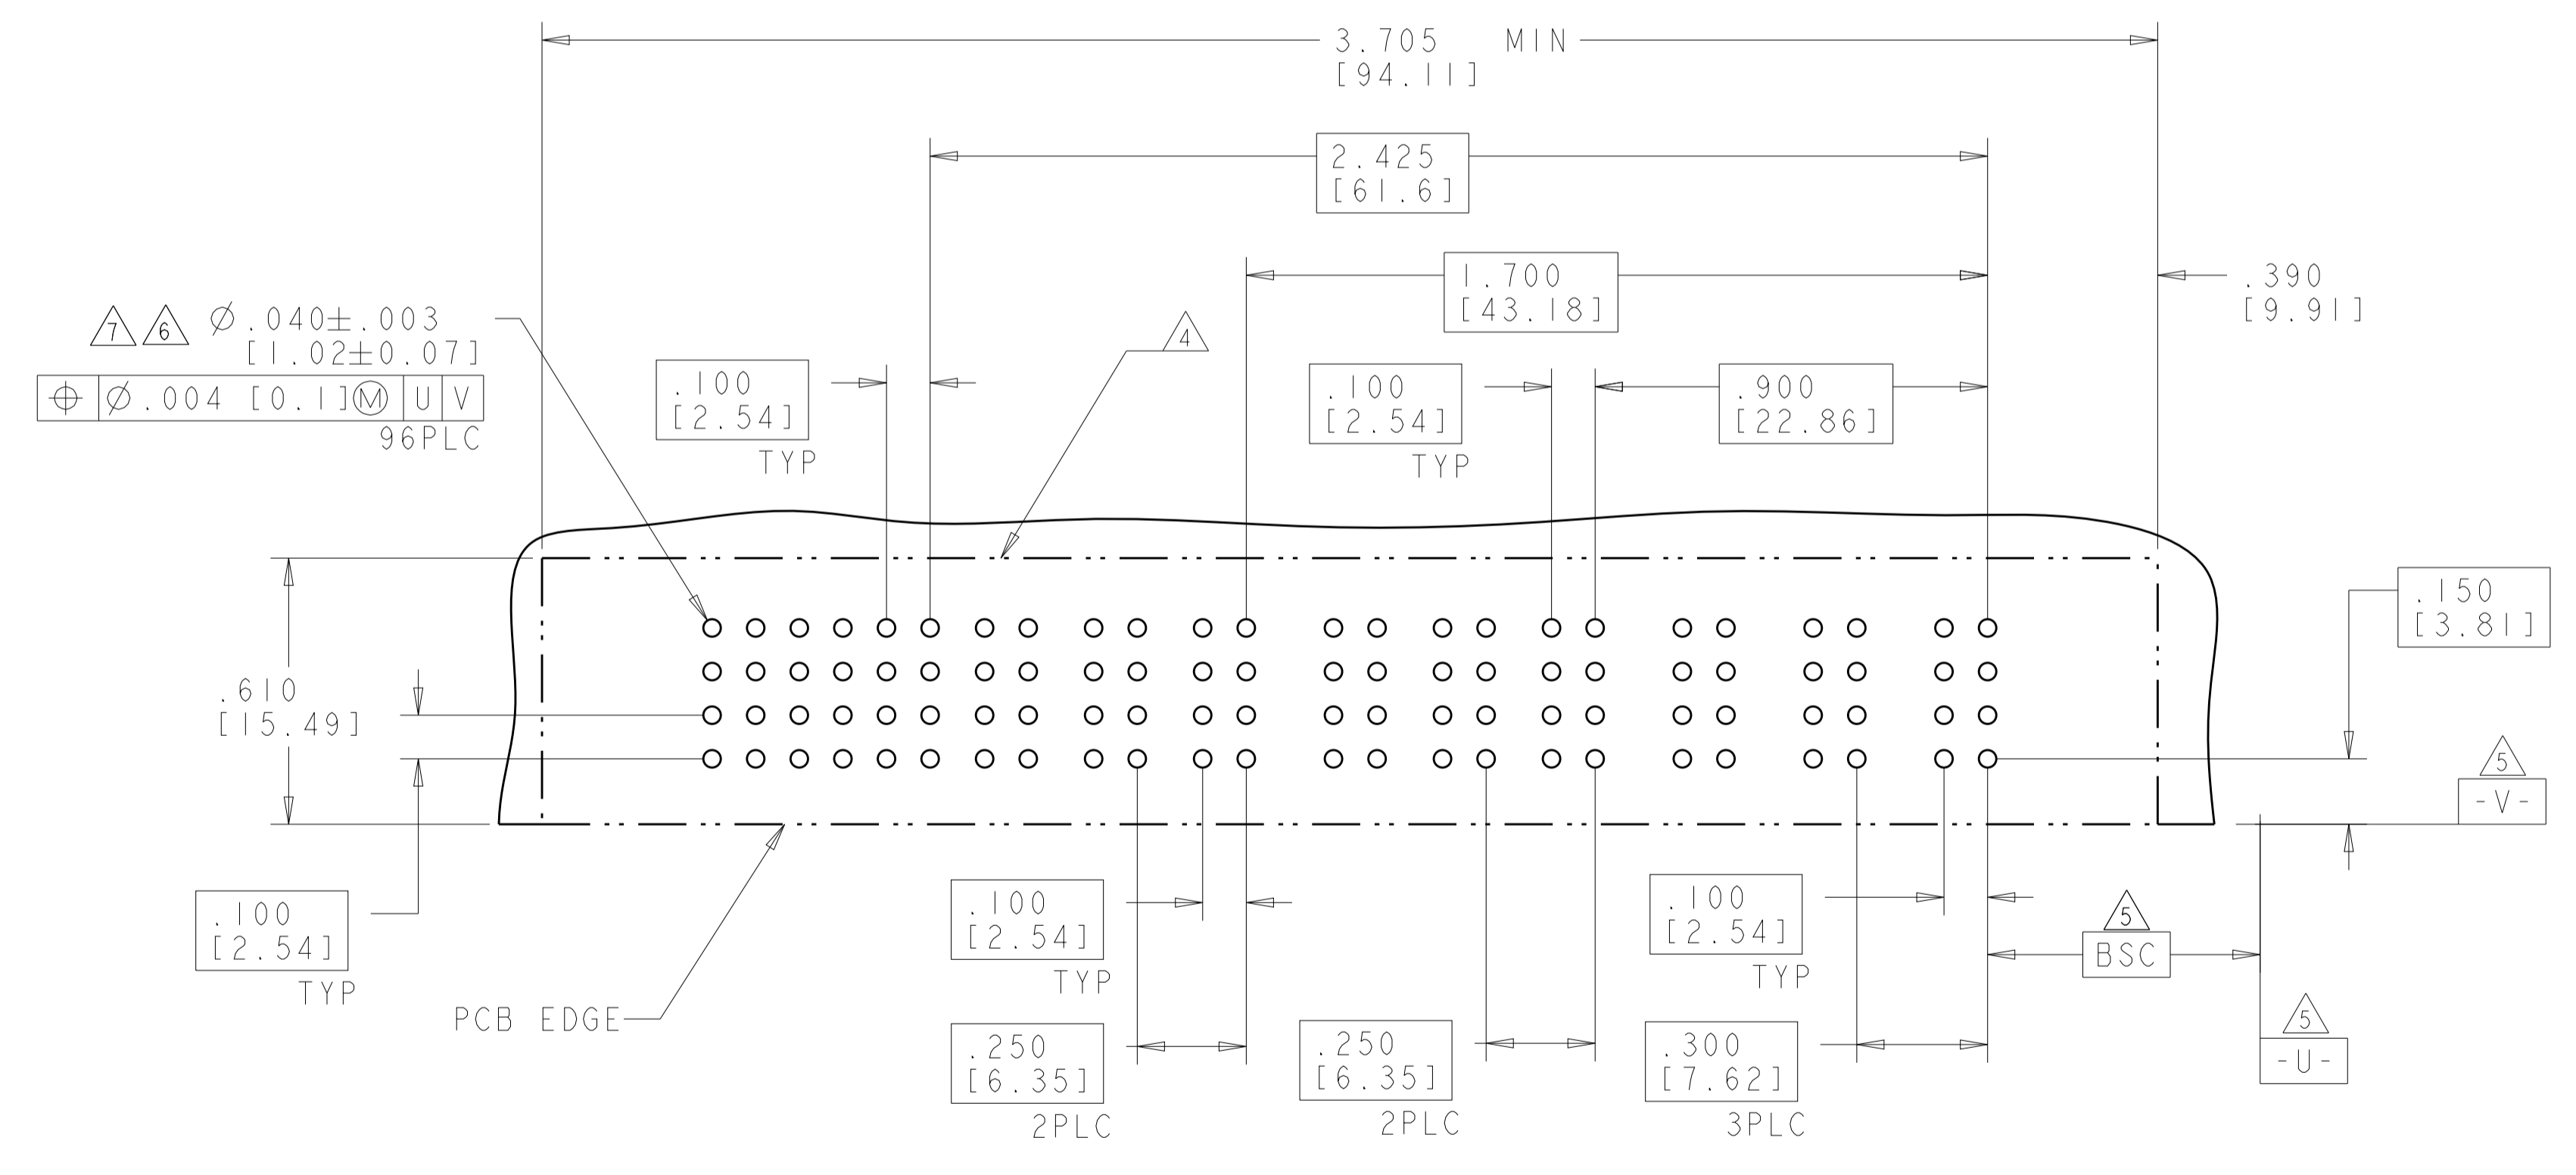 3.705 MIN
[94.11]
2.425
[61.6]
1.700
[43.18]
.390
[9.91]
7 6 Ø.040±.003
[1.02±0.07]
⌖ Ø.004 [0.1]Ⓜ U V
96PLC
4
.100
[2.54]
TYP
.100
[2.54]
TYP
.900
[22.86]
.150
[3.81]
.610
[15.49]
5
-V-
.100
[2.54]
TYP
PCB EDGE
.100
[2.54]
TYP
.250
[6.35]
2PLC
.250
[6.35]
2PLC
.100
[2.54]
TYP
.300
[7.62]
3PLC
5
BSC
5
-U-